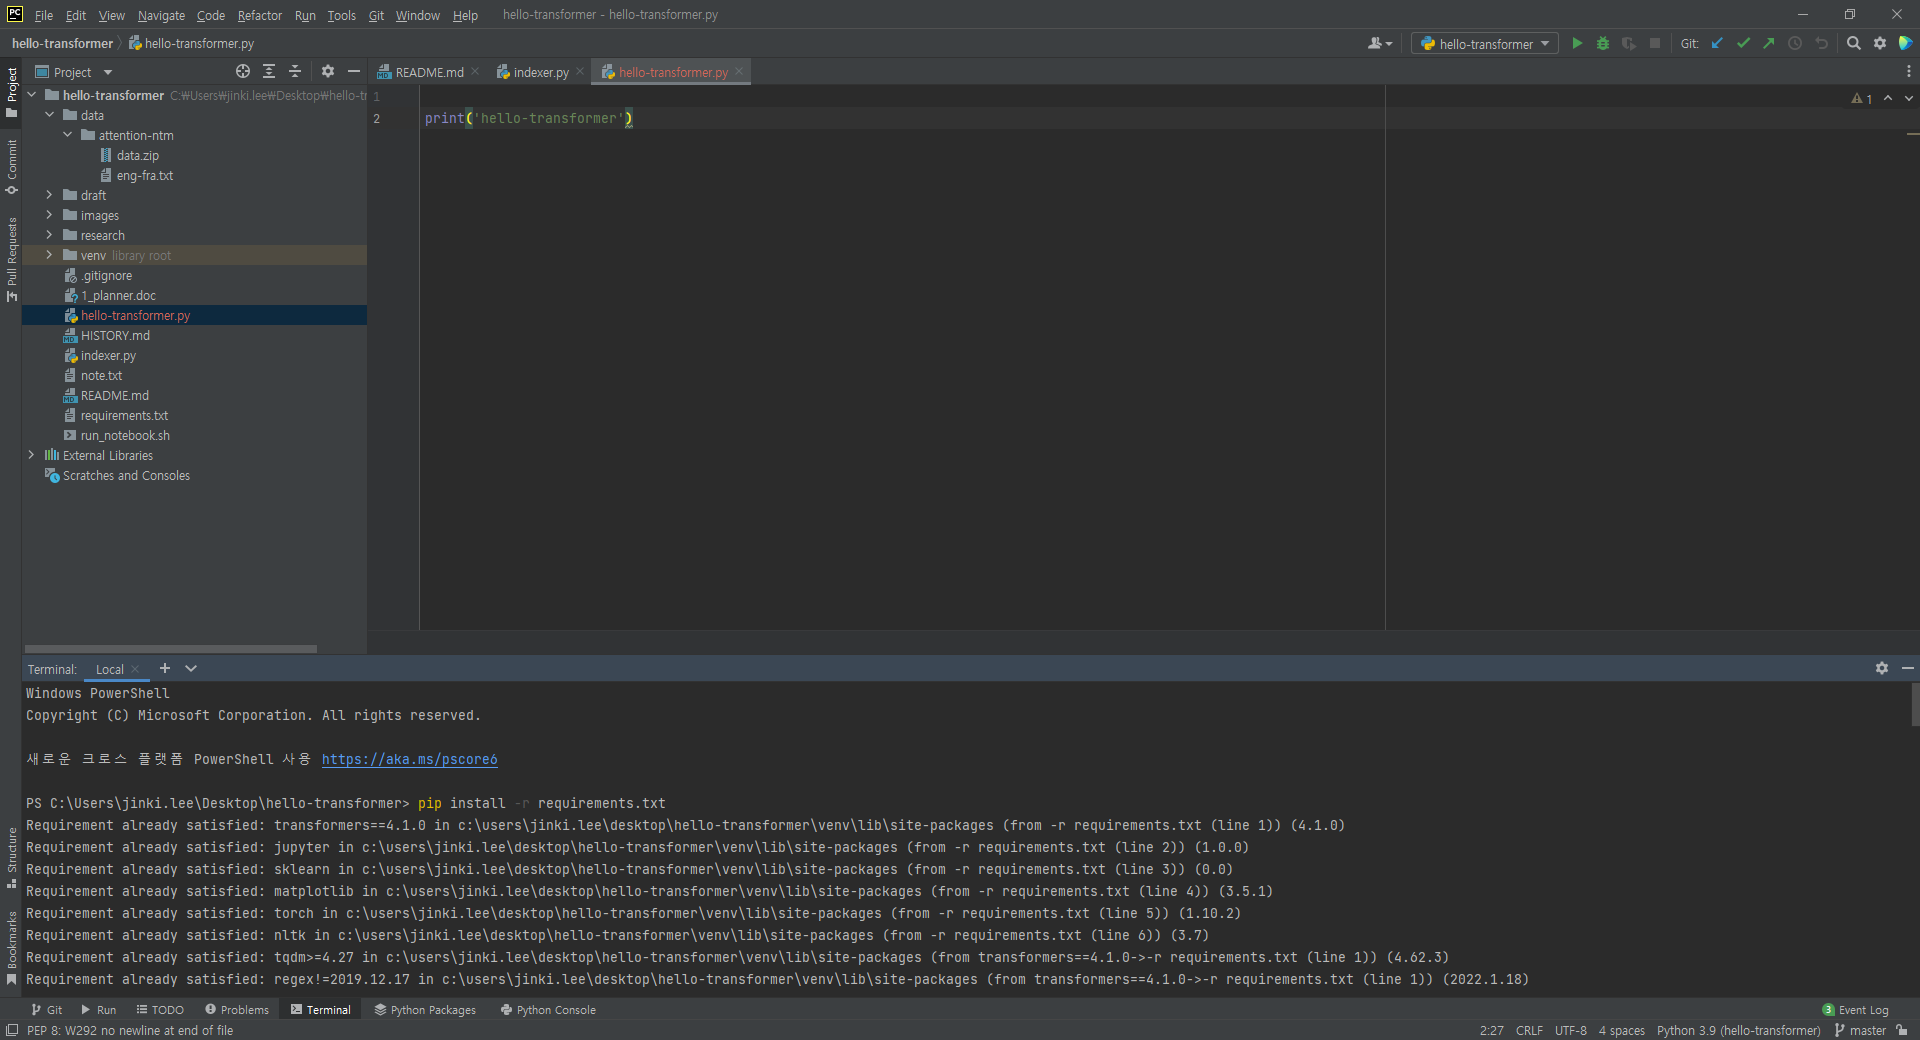 PC File Edit View Navigate Code Refactor Run Tools Git Window Help hello-transformer - hello-transformer.py
hello-transformer hello-transformer.py hello-transformer Git:
Project
README.md indexer.py hello-transformer.py
Project
hello-transformer C:₩Users₩jinki.lee₩Desktop₩hello-tr
data
attention-ntm
data.zip
eng-fra.txt
draft
images
research
venv library root
.gitignore
1_planner.doc
hello-transformer.py
HISTORY.md
indexer.py
note.txt
README.md
requirements.txt
run_notebook.sh
External Libraries
Scratches and Consoles
Commit
Pull Requests
1
2 print('hello-transformer')
1
Terminal: Local
Windows PowerShell
Copyright (C) Microsoft Corporation. All rights reserved.
새로운 크로스 플랫폼 PowerShell 사용 https://aka.ms/pscore6
PS C:\Users\jinki.lee\Desktop\hello-transformer> pip install -r requirements.txt
Requirement already satisfied: transformers==4.1.0 in c:\users\jinki.lee\desktop\hello-transformer\venv\lib\site-packages (from -r requirements.txt (line 1)) (4.1.0)
Requirement already satisfied: jupyter in c:\users\jinki.lee\desktop\hello-transformer\venv\lib\site-packages (from -r requirements.txt (line 2)) (1.0.0)
Requirement already satisfied: sklearn in c:\users\jinki.lee\desktop\hello-transformer\venv\lib\site-packages (from -r requirements.txt (line 3)) (0.0)
Requirement already satisfied: matplotlib in c:\users\jinki.lee\desktop\hello-transformer\venv\lib\site-packages (from -r requirements.txt (line 4)) (3.5.1)
Requirement already satisfied: torch in c:\users\jinki.lee\desktop\hello-transformer\venv\lib\site-packages (from -r requirements.txt (line 5)) (1.10.2)
Requirement already satisfied: nltk in c:\users\jinki.lee\desktop\hello-transformer\venv\lib\site-packages (from -r requirements.txt (line 6)) (3.7)
Requirement already satisfied: tqdm>=4.27 in c:\users\jinki.lee\desktop\hello-transformer\venv\lib\site-packages (from transformers==4.1.0->-r requirements.txt (line 1)) (4.62.3)
Requirement already satisfied: regex!=2019.12.17 in c:\users\jinki.lee\desktop\hello-transformer\venv\lib\site-packages (from transformers==4.1.0->-r requirements.txt (line 1)) (2022.1.18)
Structure
Bookmarks
Git Run TODO Problems Terminal Python Packages Python Console 3 Event Log
PEP 8: W292 no newline at end of file 2:27 CRLF UTF-8 4 spaces Python 3.9 (hello-transformer) master